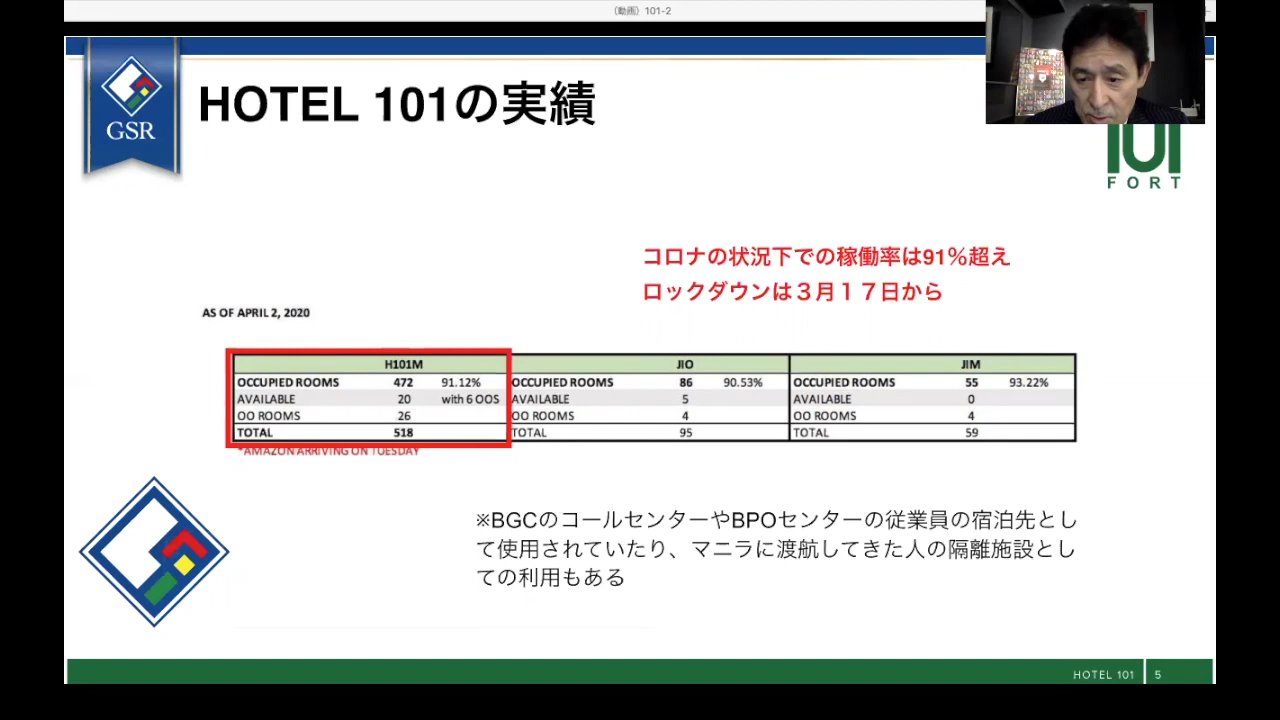 （動画）101-2
GSR
HOTEL 101の実績
101
FORT
コロナの状況下での稼働率は91％超え
ロックダウンは３月１７日から
AS OF APRIL 2, 2020
H101M JIO JIM
OCCUPIED ROOMS 472 91.12% OCCUPIED ROOMS 86 90.53% OCCUPIED ROOMS 55 93.22%
AVAILABLE 20 with 6 OOS AVAILABLE 5 AVAILABLE 0
OO ROOMS 26 OO ROOMS 4 OO ROOMS 4
TOTAL 518 TOTAL 95 TOTAL 59
*AMAZON ARRIVING ON TUESDAY
※BGCのコールセンターやBPOセンターの従業員の宿泊先とし
て使用されていたり、マニラに渡航してきた人の隔離施設とし
ての利用もある
HOTEL 101 5